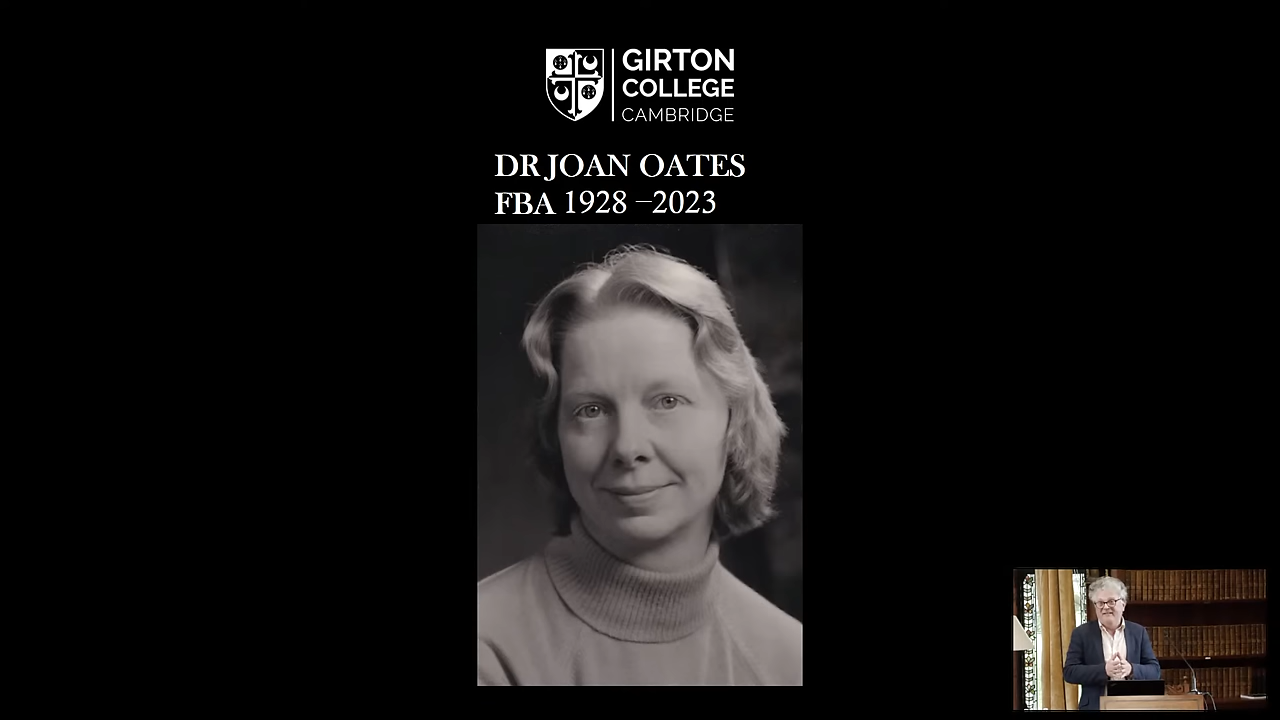 GIRTON
COLLEGE
CAMBRIDGE
DR JOAN OATES
FBA 1928 –2023